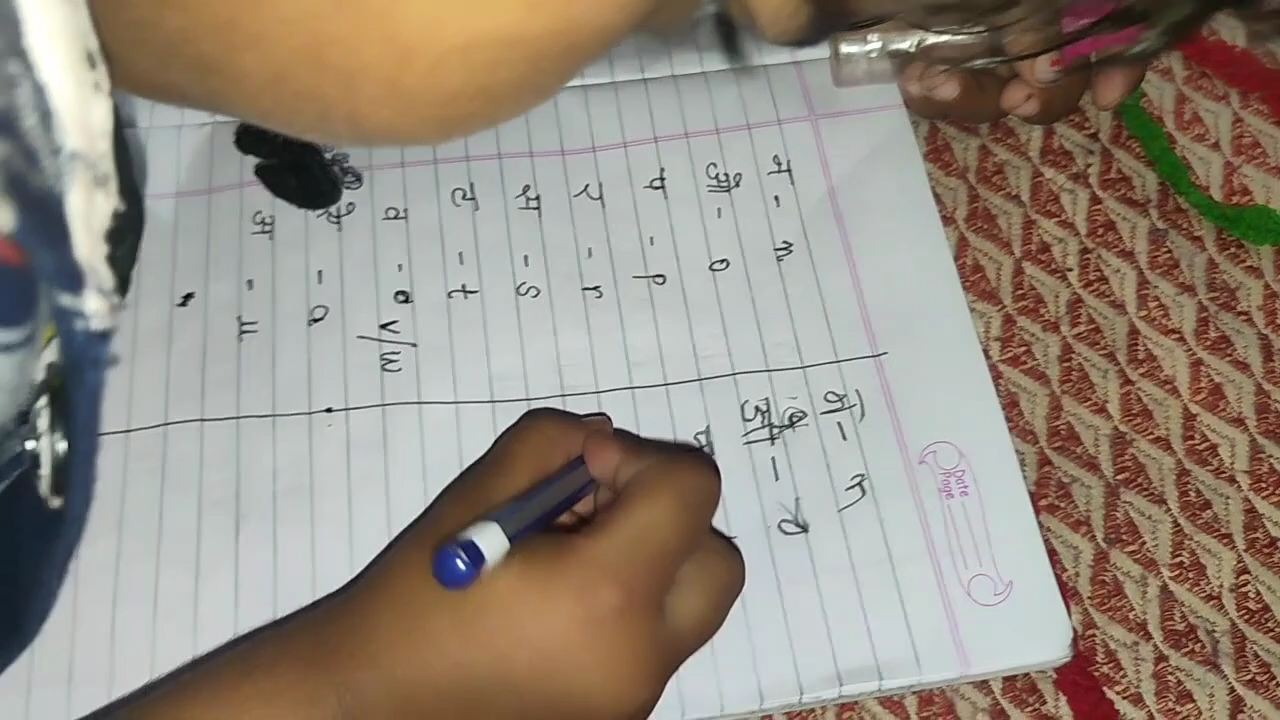 Date
Page
न - n
ओ - o
प - p
र - r
स - s
ट - t
व - v/w
- a
अ - u
न - n